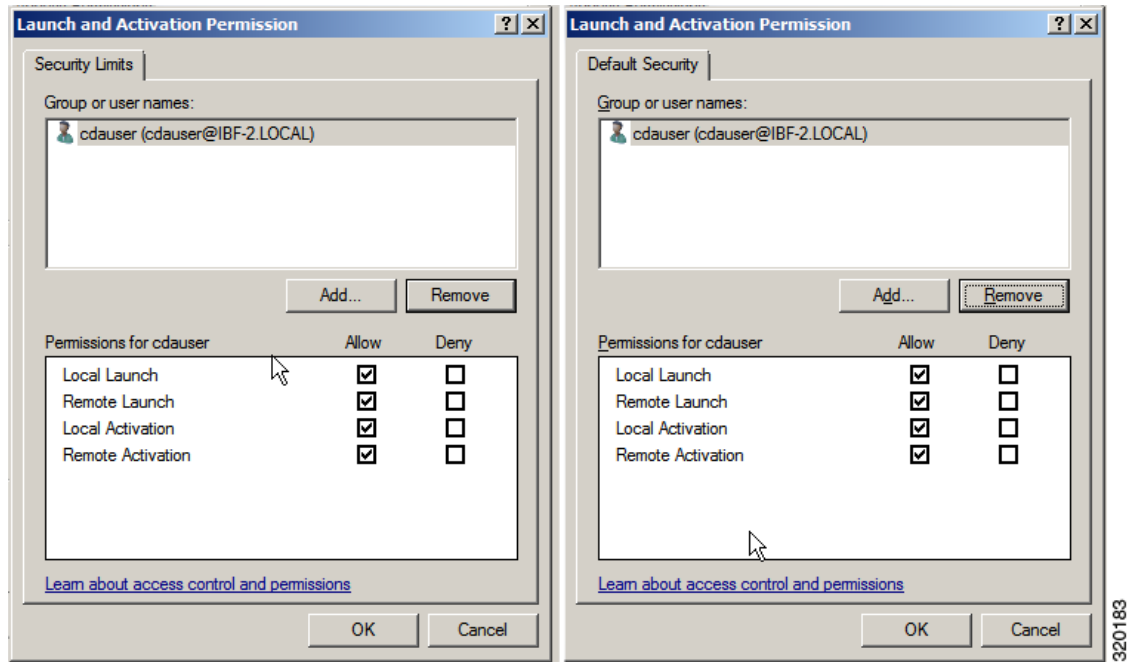 Launch and Activation Permission
Security Limits
Group or user names:
cdauser (cdauser@IBF-2.LOCAL)
Add... Remove
Permissions for cdauser Allow Deny
Local Launch
Remote Launch
Local Activation
Remote Activation
Learn about access control and permissions
OK Cancel
Launch and Activation Permission
Default Security
Group or user names:
cdauser (cdauser@IBF-2.LOCAL)
Add... Remove
Permissions for cdauser Allow Deny
Local Launch
Remote Launch
Local Activation
Remote Activation
Learn about access control and permissions
OK Cancel
320183